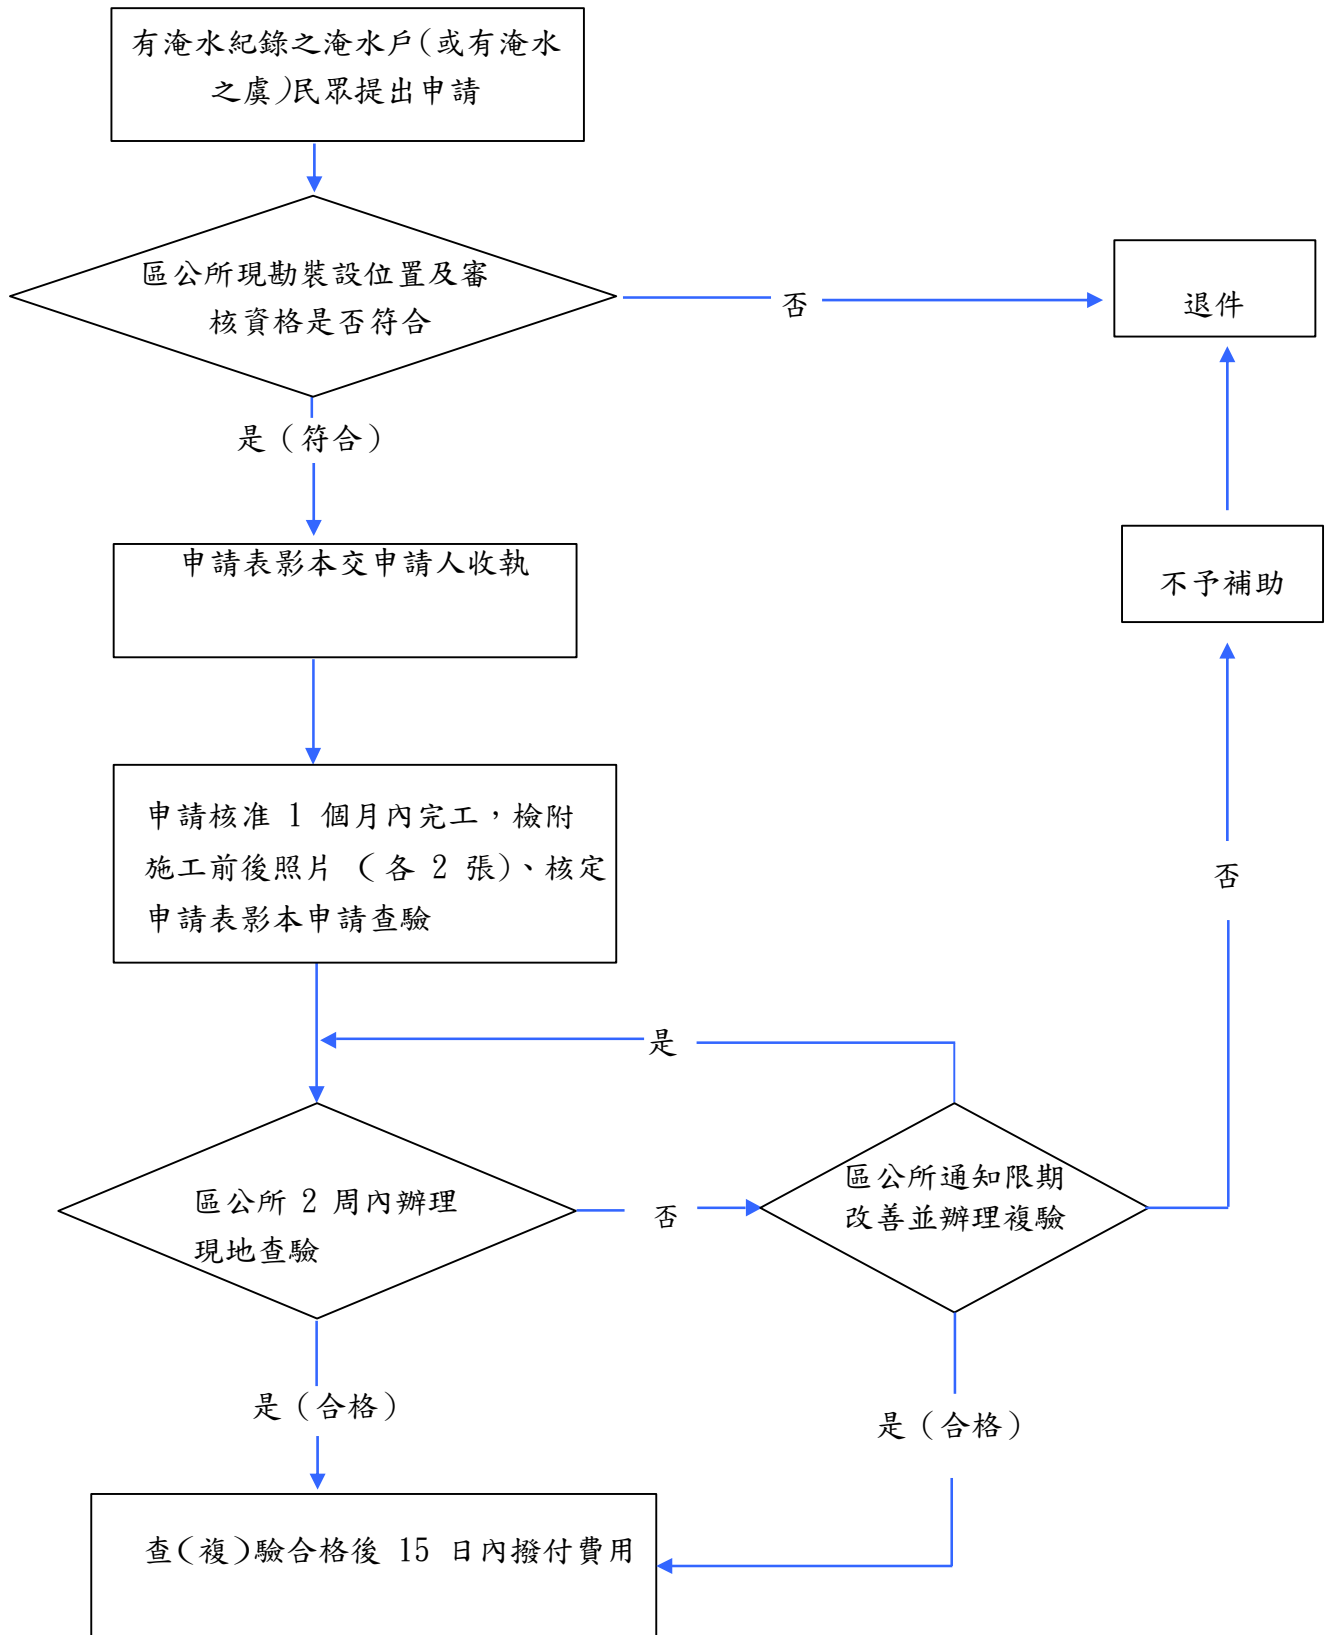 有淹水紀錄之淹水戶(或有淹水
之虞)民眾提出申請
區公所現勘裝設位置及審
核資格是否符合
否
退件
是（符合）
申請表影本交申請人收執
不予補助
申請核准 1 個月內完工，檢附
施工前後照片 （ 各 2 張)、核定
申請表影本申請查驗
否
是
區公所 2 周內辦理
現地查驗
否
區公所通知限期
改善並辦理複驗
是（合格）
是（合格）
查(複)驗合格後 15 日內撥付費用